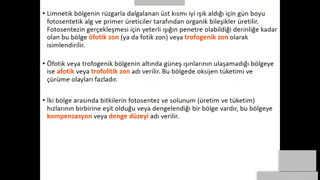 • Limnetik bölgenin rüzgarla dalgalanan üst kısmı iyi ışık aldığı için gün boyu
fotosentetik alg ve primer üreticiler tarafından organik bileşikler üretilir.
Fotosentezin gerçekleşmesi için yeterli ışığın penetre olabildiği derinliğe kadar
olan bu bölge öfotik zon (ya da fotik zon) veya trofogenik zon olarak
isimlendirilir.
• Öfotik veya trofogenik bölgenin altında güneş ışınlarının ulaşamadığı bölgeye
ise afotik veya trofolitik zon adı verilir. Bu bölgede oksijen tüketimi ve
çürüme olayları fazladır.
• İki bölge arasında bitkilerin fotosentez ve solunum (üretim ve tüketim)
hızlarının birbirine eşit olduğu veya dengelendiği bir bölge vardır, bu bölgeye
kompenzasyon veya denge düzeyi adı verilir.